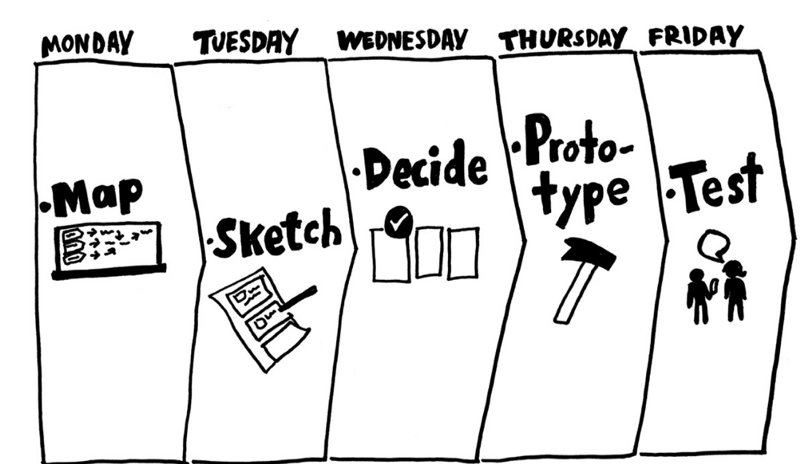 MONDAY TUESDAY WEDNESDAY THURSDAY FRIDAY
• Map
• Sketch
• Decide
• Proto-
type
• Test